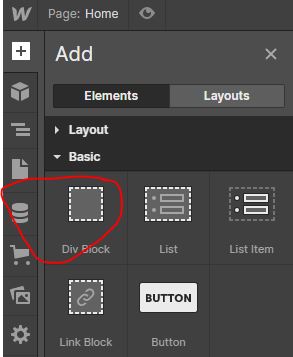 W Page: Home
Add
Elements Layouts
Layout
Basic
Div Block List List Item
BUTTON
Link Block Button